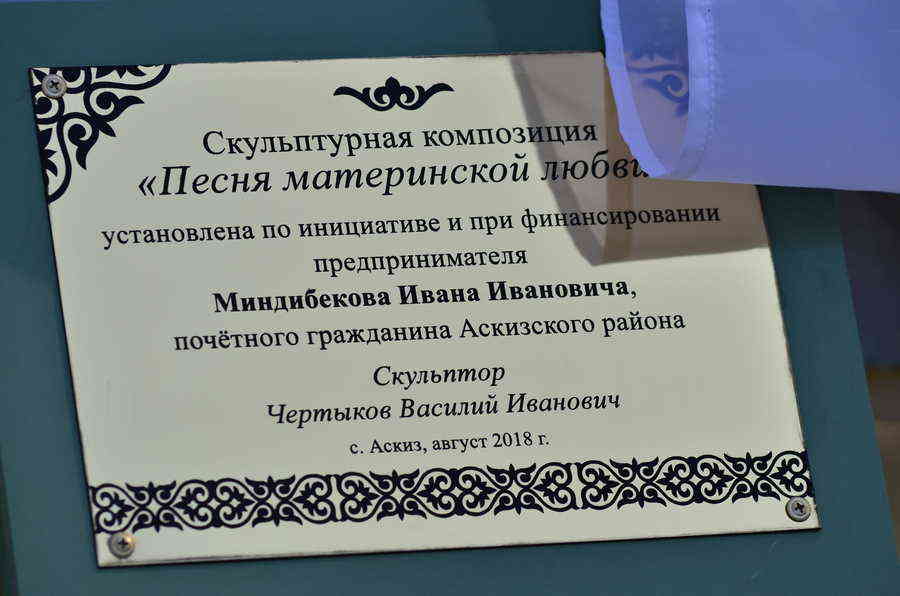 Скульптурная композиция
«Песня материнской любви
установлена по инициативе и при финансировании
предпринимателя
Миндибекова Ивана Ивановича,
почётного гражданина Аскизского района
Скульптор
Чертыков Василий Иванович
с. Аскиз, август 2018 г.